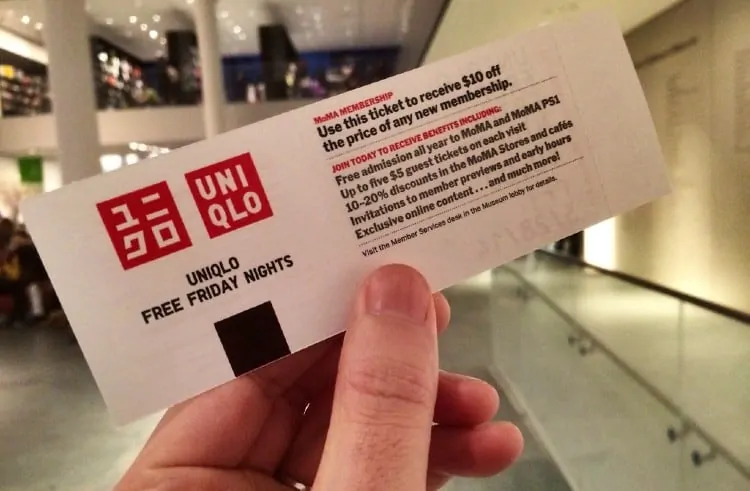 ユニ
クロ
UNI
QLO
UNIQLO
FREE FRIDAY NIGHTS
MoMA MEMBERSHIP
Use this ticket to receive $10 off
the price of any new membership.
JOIN TODAY TO RECEIVE BENEFITS INCLUDING:
Free admission all year to MoMA and MoMA PS1
Up to five $5 guest tickets on each visit
10–20% discounts in the MoMA Stores and cafés
Invitations to member previews and early hours
Exclusive online content . . . and much more!
Visit the Member Services desk in the Museum lobby for details.